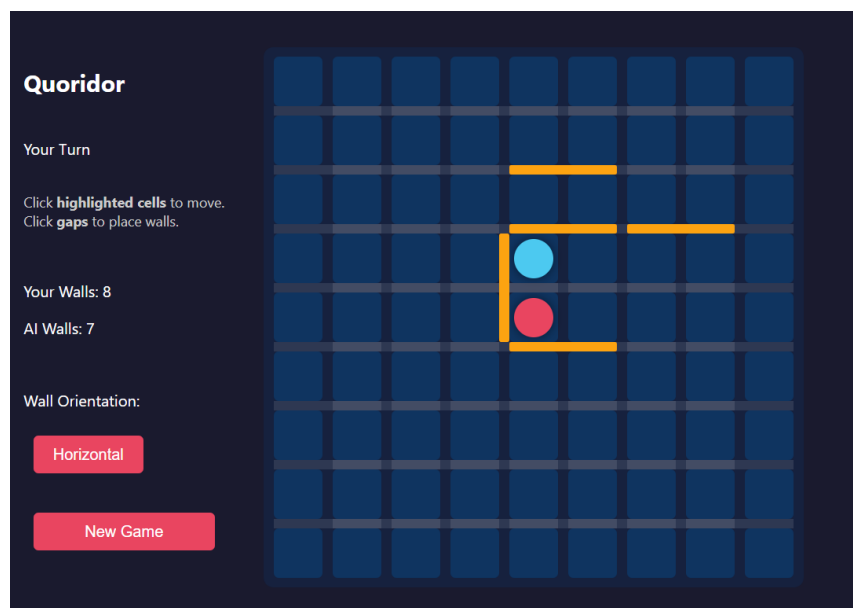 Quoridor
Your Turn
Click highlighted cells to move.
Click gaps to place walls.
Your Walls: 8
AI Walls: 7
Wall Orientation:
Horizontal
New Game